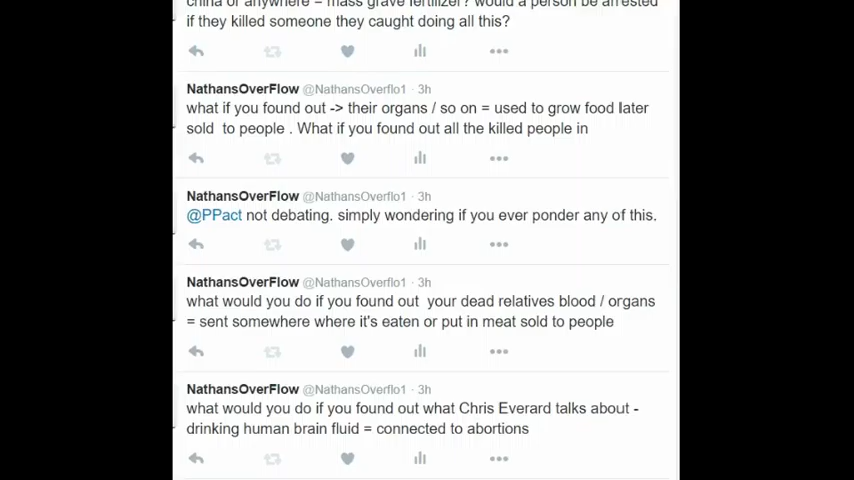 china or anywhere = mass grave fertilizer? would a person be arrested
if they killed someone they caught doing all this?
NathansOverFlow @NathansOverflo1 · 3h
what if you found out -> their organs / so on = used to grow food later
sold  to people . What if you found out all the killed people in
NathansOverFlow @NathansOverflo1 · 3h
@PPact not debating. simply wondering if you ever ponder any of this.
NathansOverFlow @NathansOverflo1 · 3h
what would you do if you found out  your dead relatives blood / organs
= sent somewhere where it's eaten or put in meat sold to people
NathansOverFlow @NathansOverflo1 · 3h
what would you do if you found out what Chris Everard talks about -
drinking human brain fluid = connected to abortions